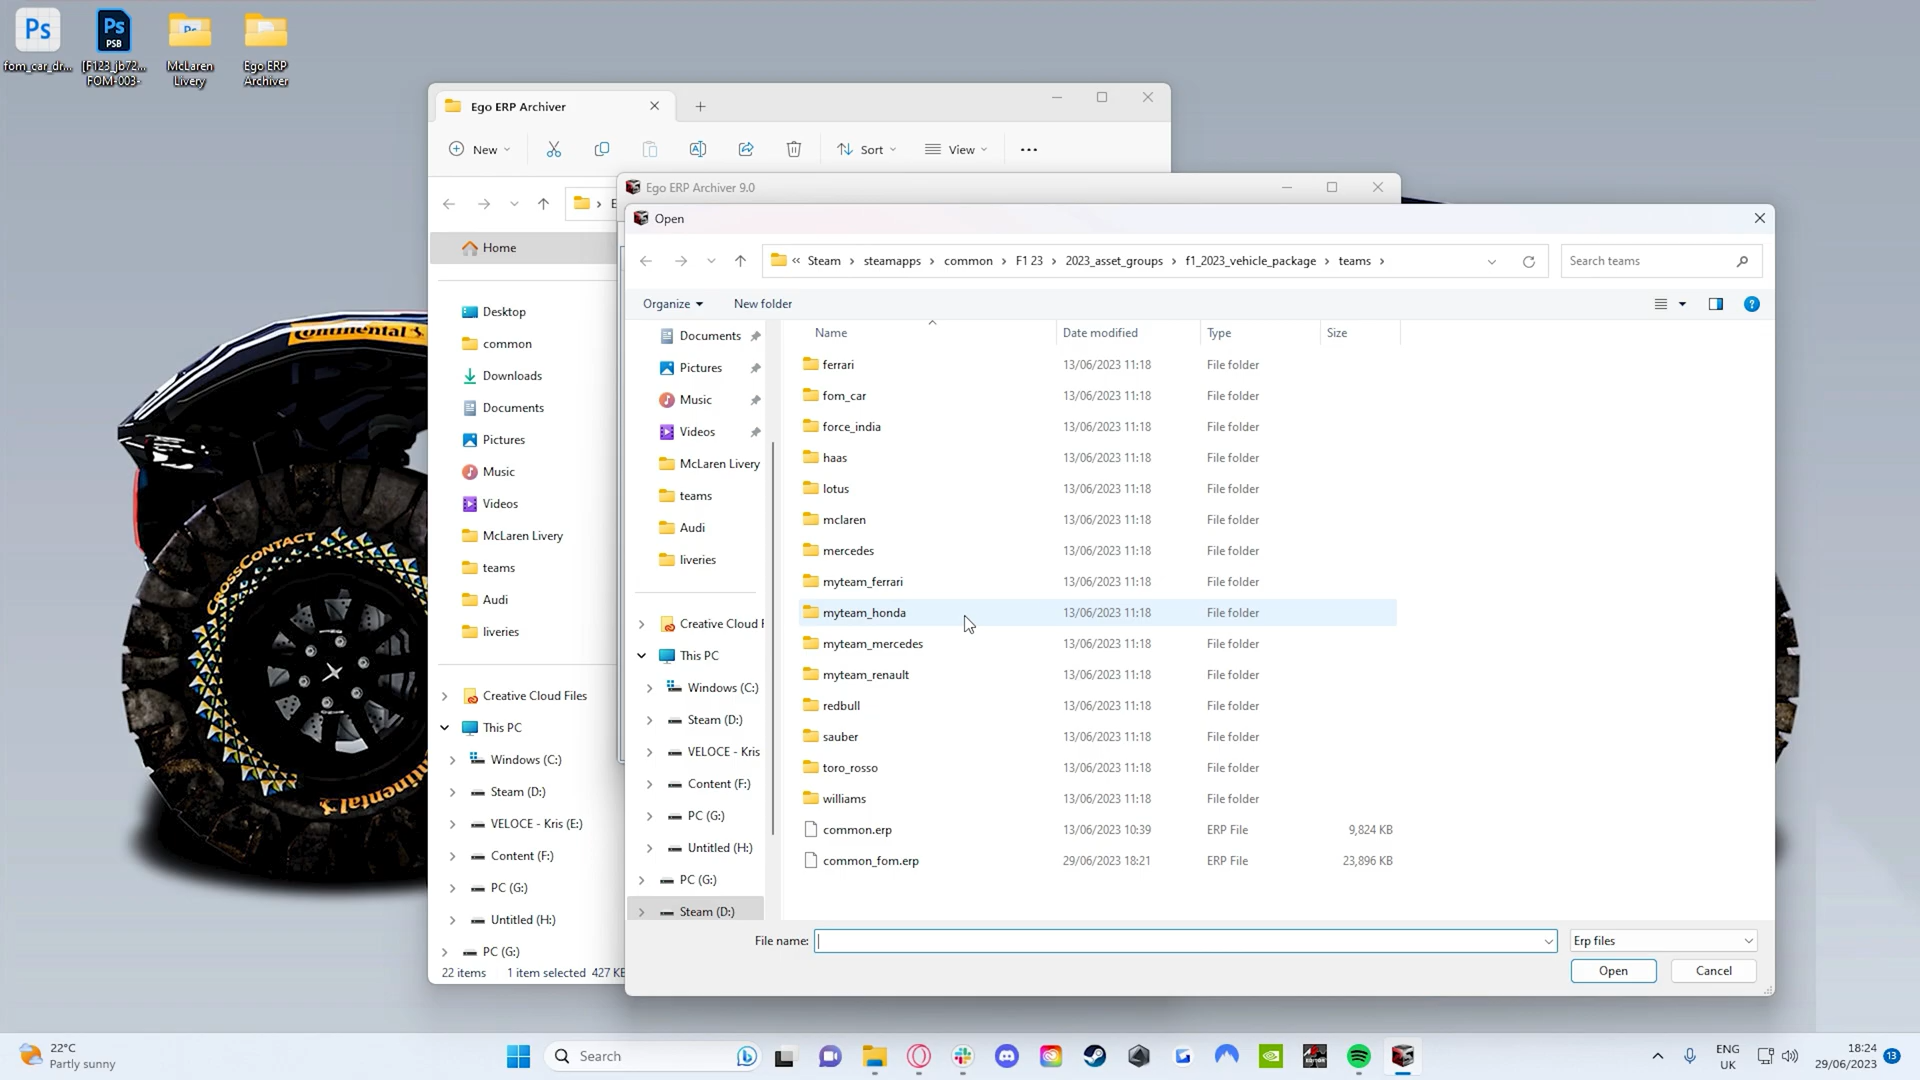 Ps
Ps
PSB
Ps
fom_car_dr...
[F123_jb72...
FOM-003-
McLaren
Livery
Ego ERP
Archiver
Ego ERP Archiver
New
Sort
View
Home
Desktop
common
Downloads
Documents
Pictures
Music
Videos
McLaren Livery
teams
Audi
liveries
Creative Cloud Files
This PC
Windows (C:)
Steam (D:)
VELOCE - Kris (E:)
Content (F:)
PC (G:)
Untitled (H:)
PC (G:)
22 items 1 item selected 427 KB
Ego ERP Archiver 9.0
Open
« Steam › steamapps › common › F1 23 › 2023_asset_groups › f1_2023_vehicle_package › teams ›
Search teams
Organize New folder
Documents
Pictures
Music
Videos
McLaren Livery
teams
Audi
liveries
Creative Cloud F
This PC
Windows (C:)
Steam (D:)
VELOCE - Kris
Content (F:)
PC (G:)
Untitled (H:)
PC (G:)
Steam (D:)
Name Date modified Type Size
ferrari 13/06/2023 11:18 File folder
fom_car 13/06/2023 11:18 File folder
force_india 13/06/2023 11:18 File folder
haas 13/06/2023 11:18 File folder
lotus 13/06/2023 11:18 File folder
mclaren 13/06/2023 11:18 File folder
mercedes 13/06/2023 11:18 File folder
myteam_ferrari 13/06/2023 11:18 File folder
myteam_honda 13/06/2023 11:18 File folder
myteam_mercedes 13/06/2023 11:18 File folder
myteam_renault 13/06/2023 11:18 File folder
redbull 13/06/2023 11:18 File folder
sauber 13/06/2023 11:18 File folder
toro_rosso 13/06/2023 11:18 File folder
williams 13/06/2023 11:18 File folder
common.erp 13/06/2023 10:39 ERP File 9,824 KB
common_fom.erp 29/06/2023 18:21 ERP File 23,896 KB
File name:
Erp files
Open
Cancel
Continental
CROSSCONTACT
Continental
22°C
Partly sunny
Search
EDITOR
ENG
UK
18:24
29/06/2023
13